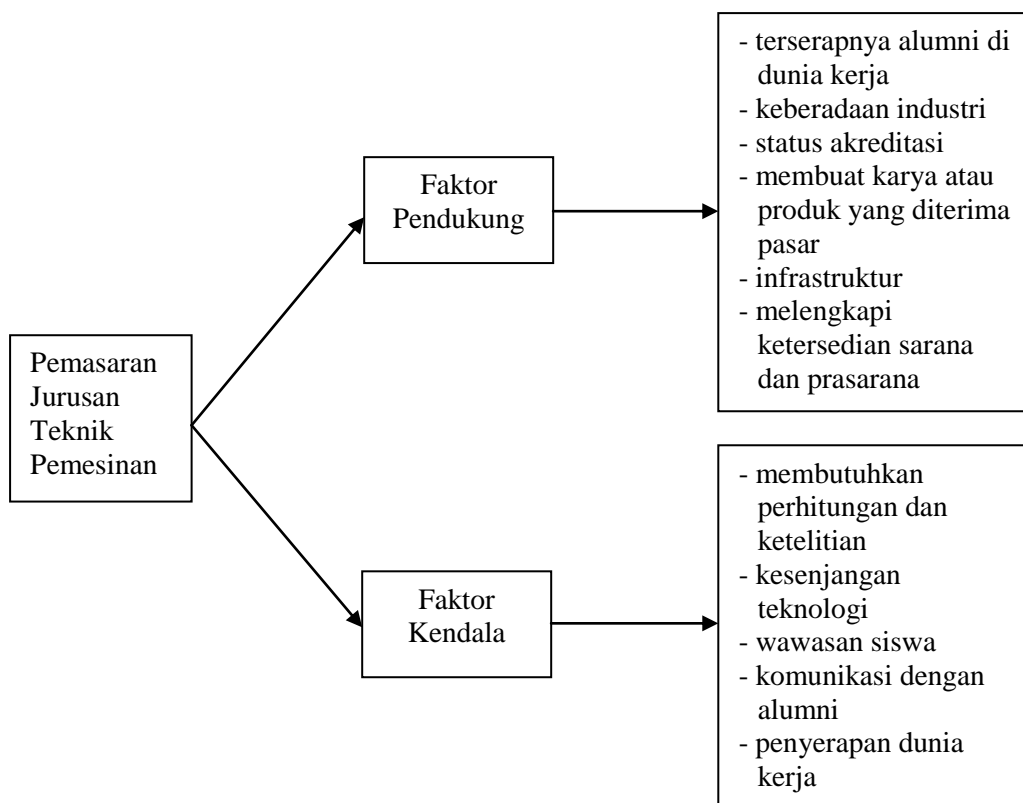 Pemasaran
Jurusan
Teknik
Pemesinan
Faktor
Pendukung
- terserapnya alumni di
dunia kerja
- keberadaan industri
- status akreditasi
- membuat karya atau
produk yang diterima
pasar
- infrastruktur
- melengkapi
ketersedian sarana
dan prasarana
Faktor
Kendala
- membutuhkan
perhitungan dan
ketelitian
- kesenjangan
teknologi
- wawasan siswa
- komunikasi dengan
alumni
- penyerapan dunia
kerja